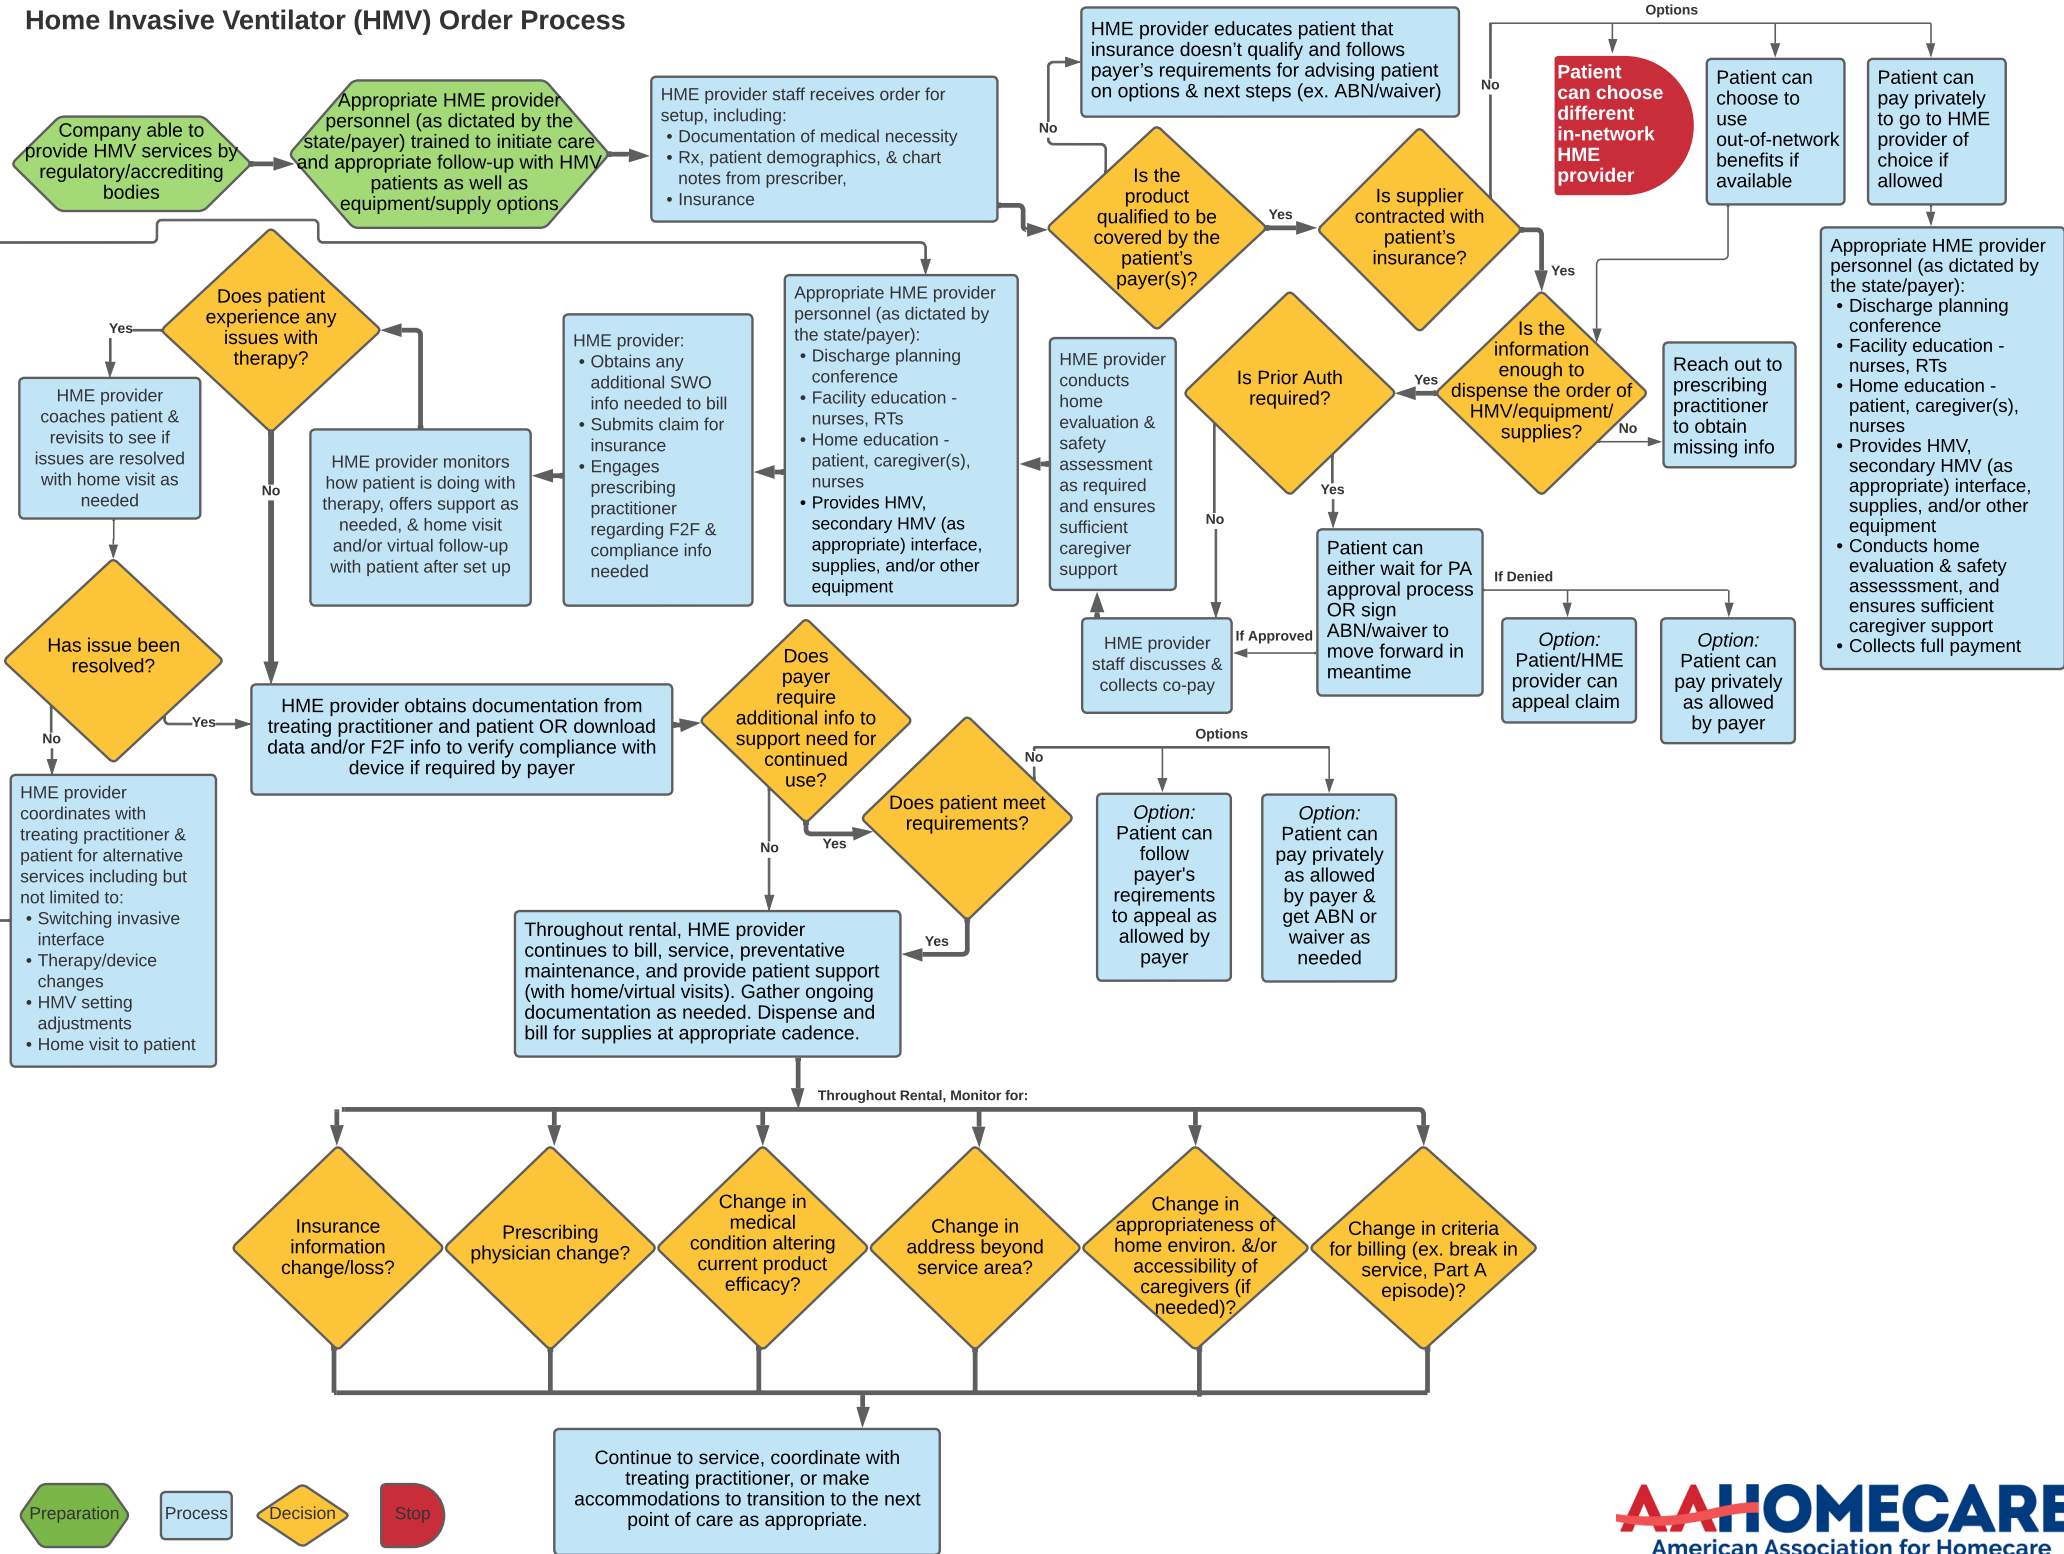 Home Invasive Ventilator (HMV) Order Process
Company able to
provide HMV services by
regulatory/accrediting
bodies
Appropriate HME provider
personnel (as dictated by the
state/payer) trained to initiate care
and appropriate follow-up with HMV
patients as well as
equipment/supply options
HME provider staff receives order for
setup, including:
• Documentation of medical necessity
• Rx, patient demographics, & chart
notes from prescriber,
• Insurance
No
HME provider educates patient that
insurance doesn't qualify and follows
payer's requirements for advising patient
on options & next steps (ex. ABN/waiver)
Is the
product
qualified to be
covered by the
patient's
payer(s)?
Yes
Is supplier
contracted with
patient's
insurance?
No
Options
Patient
can choose
different
in-network
HME
provider
Patient can
choose to
use
out-of-network
benefits if
available
Patient can
pay privately
to go to HME
provider of
choice if
allowed
Appropriate HME provider
personnel (as dictated by
the state/payer):
• Discharge planning
conference
• Facility education -
nurses, RTs
• Home education -
patient, caregiver(s),
nurses
• Provides HMV,
secondary HMV (as
appropriate) interface,
supplies, and/or other
equipment
• Conducts home
evaluation & safety
assesssment, and
ensures sufficient
caregiver support
• Collects full payment
Yes
Is the
information
enough to
dispense the order of
HMV/equipment/
supplies?
No
Reach out to
prescribing
practitioner
to obtain
missing info
Yes
Is Prior Auth
required?
No
Yes
Patient can
either wait for PA
approval process
OR sign
ABN/waiver to
move forward in
meantime
If Denied
Option:
Patient/HME
provider can
appeal claim
Option:
Patient can
pay privately
as allowed
by payer
If Approved
HME provider
staff discusses &
collects co-pay
HME provider
conducts
home
evaluation &
safety
assessment
as required
and ensures
sufficient
caregiver
support
Appropriate HME provider
personnel (as dictated by
the state/payer):
• Discharge planning
conference
• Facility education -
nurses, RTs
• Home education -
patient, caregiver(s),
nurses
• Provides HMV,
secondary HMV (as
appropriate) interface,
supplies, and/or other
equipment
HME provider:
• Obtains any
additional SWO
info needed to bill
• Submits claim for
insurance
• Engages
prescribing
practitioner
regarding F2F &
compliance info
needed
HME provider monitors
how patient is doing with
therapy, offers support as
needed, & home visit
and/or virtual follow-up
with patient after set up
Does patient
experience any
issues with
therapy?
Yes
No
HME provider
coaches patient &
revisits to see if
issues are resolved
with home visit as
needed
Has issue been
resolved?
Yes
No
HME provider
coordinates with
treating practitioner &
patient for alternative
services including but
not limited to:
• Switching invasive
interface
• Therapy/device
changes
• HMV setting
adjustments
• Home visit to patient
HME provider obtains documentation from
treating practitioner and patient OR download
data and/or F2F info to verify compliance with
device if required by payer
Does
payer
require
additional info to
support need for
continued
use?
No
Yes
Does patient meet
requirements?
No
Options
Option:
Patient can
follow
payer's
reqirements
to appeal as
allowed by
payer
Option:
Patient can
pay privately
as allowed
by payer &
get ABN or
waiver as
needed
Yes
Throughout rental, HME provider
continues to bill, service, preventative
maintenance, and provide patient support
(with home/virtual visits). Gather ongoing
documentation as needed. Dispense and
bill for supplies at appropriate cadence.
Throughout Rental, Monitor for:
Insurance
information
change/loss?
Prescribing
physician change?
Change in
medical
condition altering
current product
efficacy?
Change in
address beyond
service area?
Change in
appropriateness of
home environ. &/or
accessibility of
caregivers (if
needed)?
Change in criteria
for billing (ex. break in
service, Part A
episode)?
Continue to service, coordinate with
treating practitioner, or make
accommodations to transition to the next
point of care as appropriate.
Preparation
Process
Decision
Stop
AAHOMECARE
American Association for Homecare